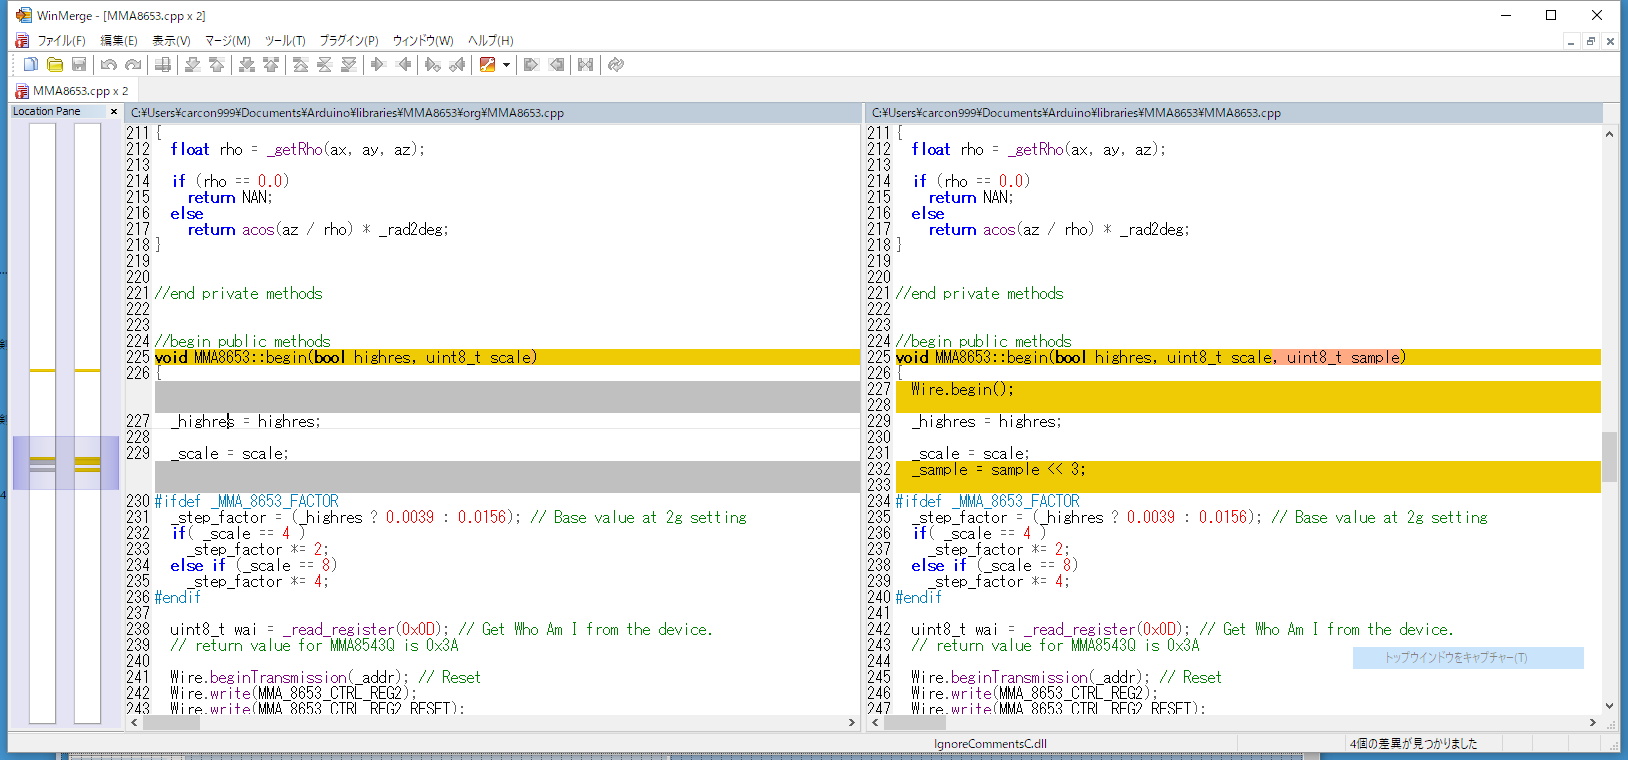 WinMerge - [MMA8653.cpp x 2]
ファイル(F) 編集(E) 表示(V) マージ(M) ツール(T) プラグイン(P) ウィンドウ(W) ヘルプ(H)
MMA8653.cpp x 2
Location Pane
C:¥Users¥carcon999¥Documents¥Arduino¥libraries¥MMA8653¥org¥MMA8653.cpp
211 {
212   float rho = _getRho(ax, ay, az);
213
214   if (rho == 0.0)
215     return NAN;
216   else
217     return acos(az / rho) * _rad2deg;
218 }
219
220
221 //end private methods
222
223
224 //begin public methods
225 void MMA8653::begin(bool highres, uint8_t scale)
226 {
227   _highres = highres;
228
229   _scale = scale;
230 #ifdef _MMA_8653_FACTOR
231   _step_factor = (_highres ? 0.0039 : 0.0156); // Base value at 2g setting
232   if( _scale == 4 )
233     _step_factor *= 2;
234   else if (_scale == 8)
235     _step_factor *= 4;
236 #endif
237
238   uint8_t wai = _read_register(0x0D); // Get Who Am I from the device.
239   // return value for MMA8543Q is 0x3A
240
241   Wire.beginTransmission(_addr); // Reset
242   Wire.write(MMA_8653_CTRL_REG2);
243   Wire.write(MMA_8653_CTRL_REG2_RESET);
C:¥Users¥carcon999¥Documents¥Arduino¥libraries¥MMA8653¥MMA8653.cpp
211 {
212   float rho = _getRho(ax, ay, az);
213
214   if (rho == 0.0)
215     return NAN;
216   else
217     return acos(az / rho) * _rad2deg;
218 }
219
220
221 //end private methods
222
223
224 //begin public methods
225 void MMA8653::begin(bool highres, uint8_t scale, uint8_t sample)
226 {
227   Wire.begin();
228
229   _highres = highres;
230
231   _scale = scale;
232   _sample = sample << 3;
233
234 #ifdef _MMA_8653_FACTOR
235   _step_factor = (_highres ? 0.0039 : 0.0156); // Base value at 2g setting
236   if( _scale == 4 )
237     _step_factor *= 2;
238   else if (_scale == 8)
239     _step_factor *= 4;
240 #endif
241
242   uint8_t wai = _read_register(0x0D); // Get Who Am I from the device.
243   // return value for MMA8543Q is 0x3A
244
245   Wire.beginTransmission(_addr); // Reset
246   Wire.write(MMA_8653_CTRL_REG2);
247   Wire.write(MMA_8653_CTRL_REG2_RESET);
トップウインドウをキャプチャー(T)
IgnoreCommentsC.dll
4個の差異が見つかりました